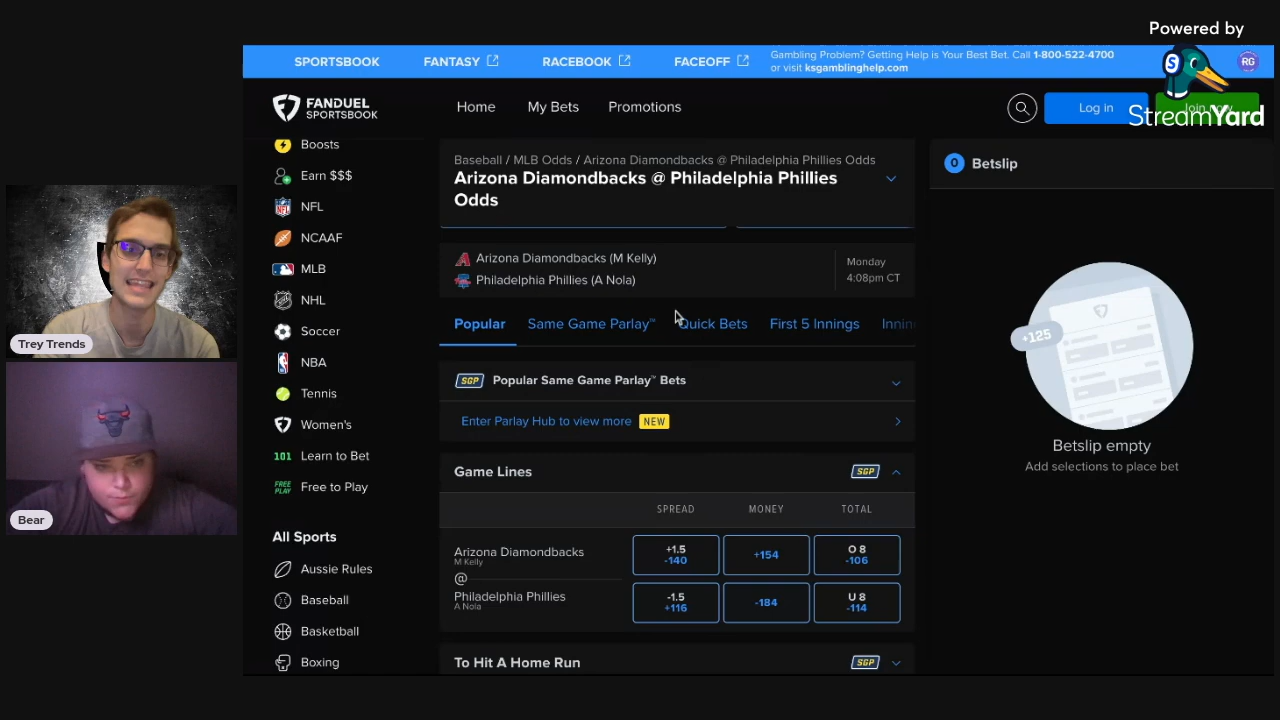 Powered by
StreamYard
SPORTSBOOK
FANTASY
RACEBOOK
FACEOFF
Gambling Problem? Getting Help is Your Best Bet. Call 1-800-522-4700
or visit ksgamblinghelp.com
RG
FANDUEL
SPORTSBOOK
Home
My Bets
Promotions
Log in
Join now
Boosts
Earn $$$
NFL
NCAAF
MLB
NHL
Soccer
NBA
Tennis
Women's
101 Learn to Bet
FREE PLAY Free to Play
All Sports
Aussie Rules
Baseball
Basketball
Boxing
Baseball / MLB Odds / Arizona Diamondbacks @ Philadelphia Phillies Odds
Arizona Diamondbacks @ Philadelphia Phillies
Odds
Arizona Diamondbacks (M Kelly)
Philadelphia Phillies (A Nola)
Monday
4:08pm CT
Popular
Same Game Parlay™
Quick Bets
First 5 Innings
Innin
SGP Popular Same Game Parlay™ Bets
Enter Parlay Hub to view more NEW
Game Lines
SGP
SPREAD MONEY TOTAL
Arizona Diamondbacks
M Kelly
+1.5
-140
+154
O 8
-106
@
Philadelphia Phillies
A Nola
-1.5
+116
-184
U 8
-114
To Hit A Home Run
SGP
0 Betslip
+125
Betslip empty
Add selections to place bet
Trey Trends
Bear